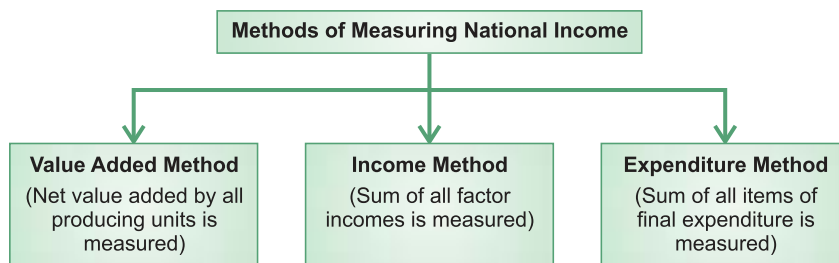 Methods of Measuring National Income
Value Added Method
(Net value added by all
producing units is
measured)
Income Method
(Sum of all factor
incomes is measured)
Expenditure Method
(Sum of all items of
final expenditure is
measured)